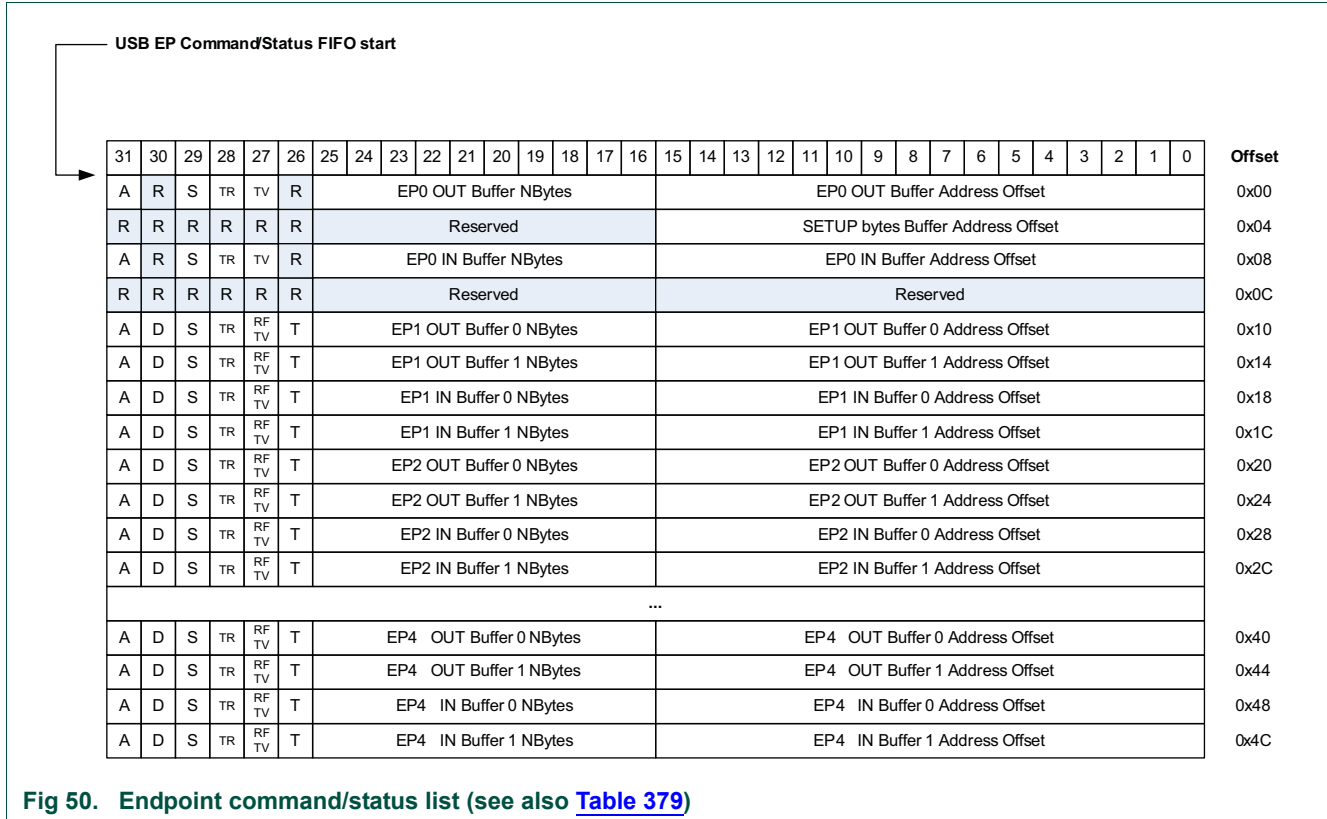 USB EP Command/Status FIFO start
31 30 29 28 27 26 25 24 23 22 21 20 19 18 17 16 15 14 13 12 11 10 9 8 7 6 5 4 3 2 1 0 Offset
A R S TR TV R EP0 OUT Buffer NBytes EP0 OUT Buffer Address Offset 0x00
R R R R R R Reserved SETUP bytes Buffer Address Offset 0x04
A R S TR TV R EP0 IN Buffer NBytes EP0 IN Buffer Address Offset 0x08
R R R R R R Reserved Reserved 0x0C
A D S TR RF TV T EP1 OUT Buffer 0 NBytes EP1 OUT Buffer 0 Address Offset 0x10
A D S TR RF TV T EP1 OUT Buffer 1 NBytes EP1 OUT Buffer 1 Address Offset 0x14
A D S TR RF TV T EP1 IN Buffer 0 NBytes EP1 IN Buffer 0 Address Offset 0x18
A D S TR RF TV T EP1 IN Buffer 1 NBytes EP1 IN Buffer 1 Address Offset 0x1C
A D S TR RF TV T EP2 OUT Buffer 0 NBytes EP2 OUT Buffer 0 Address Offset 0x20
A D S TR RF TV T EP2 OUT Buffer 1 NBytes EP2 OUT Buffer 1 Address Offset 0x24
A D S TR RF TV T EP2 IN Buffer 0 NBytes EP2 IN Buffer 0 Address Offset 0x28
A D S TR RF TV T EP2 IN Buffer 1 NBytes EP2 IN Buffer 1 Address Offset 0x2C
...
A D S TR RF TV T EP4 OUT Buffer 0 NBytes EP4 OUT Buffer 0 Address Offset 0x40
A D S TR RF TV T EP4 OUT Buffer 1 NBytes EP4 OUT Buffer 1 Address Offset 0x44
A D S TR RF TV T EP4 IN Buffer 0 NBytes EP4 IN Buffer 0 Address Offset 0x48
A D S TR RF TV T EP4 IN Buffer 1 NBytes EP4 IN Buffer 1 Address Offset 0x4C
Fig 50. Endpoint command/status list (see also Table 379)